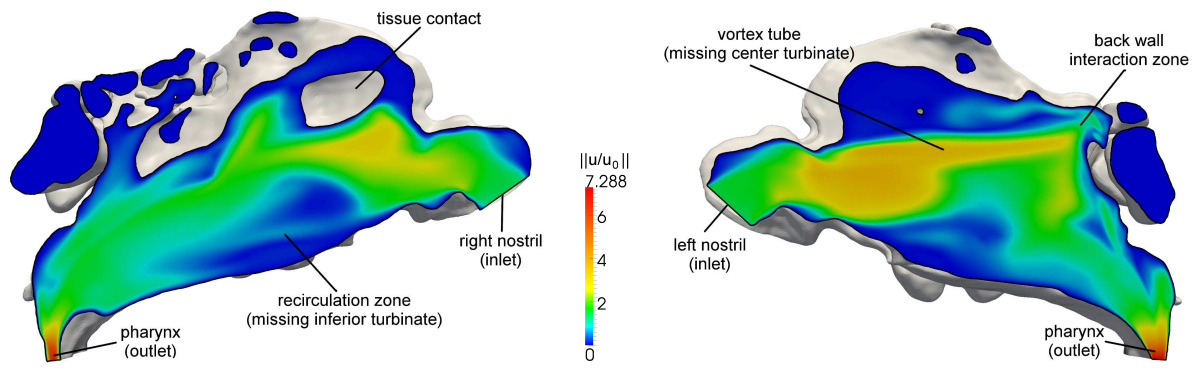 tissue contact
right nostril
(inlet)
recirculation zone
(missing inferior turbinate)
pharynx
(outlet)
||u/u₀||
7.288
6
4
2
0
vortex tube
(missing center turbinate)
back wall
interaction zone
left nostril
(inlet)
pharynx
(outlet)